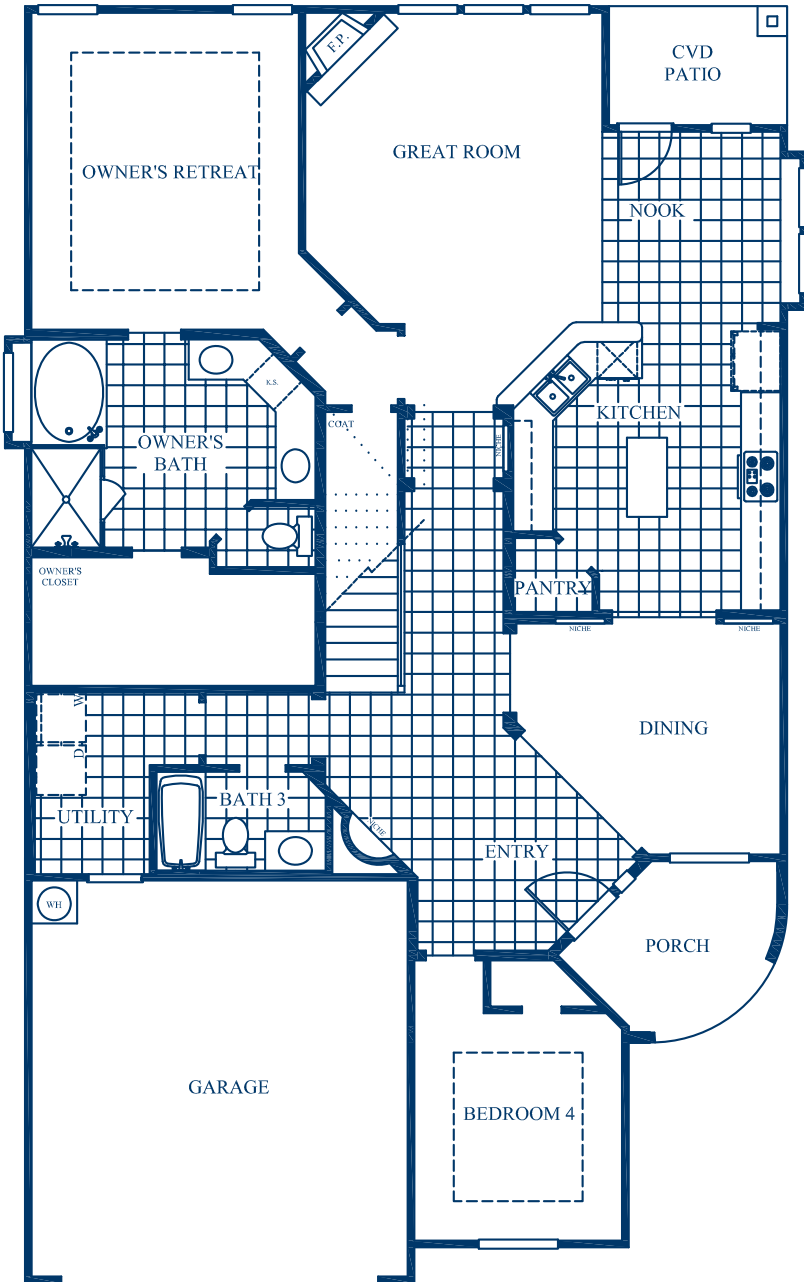 F.P.
CVD
PATIO
GREAT ROOM
OWNER'S RETREAT
NOOK
K.S.
KITCHEN
COAT
OWNER'S
BATH
NICHE
OWNER'S
CLOSET
PANTRY
NICHE
NICHE
W
DINING
D
BATH 3
UTILITY
NICHE
ENTRY
WH
PORCH
GARAGE
BEDROOM 4